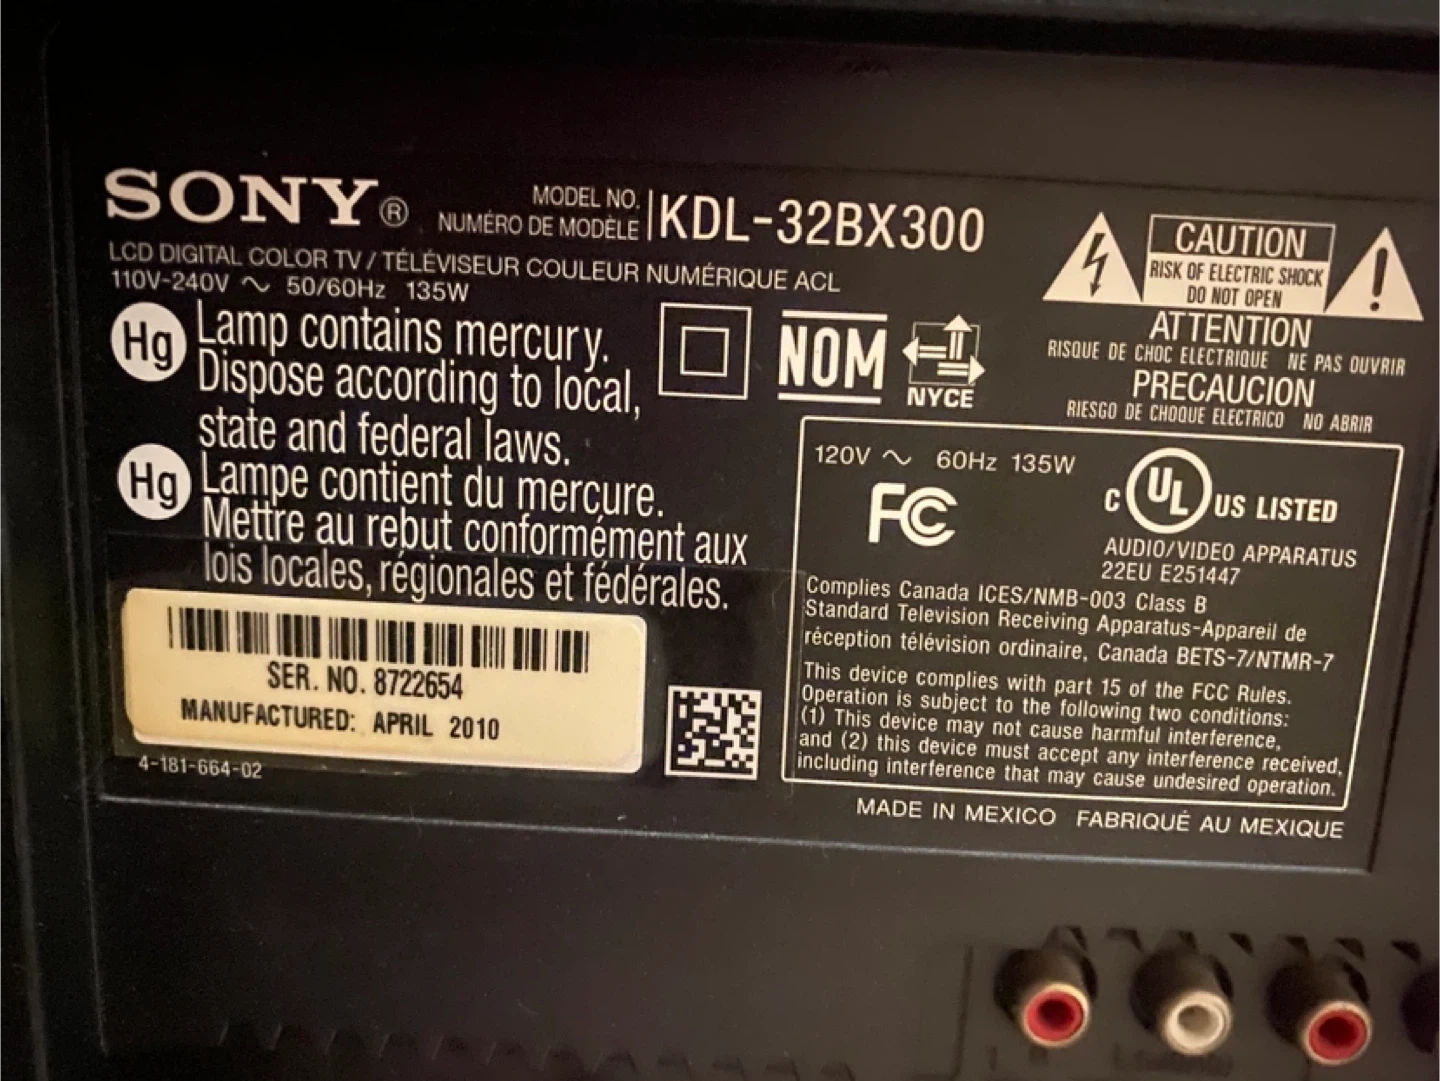 SONY®
MODEL NO.
NUMÉRO DE MODÈLE
KDL-32BX300
LCD DIGITAL COLOR TV / TÉLÉVISEUR COULEUR NUMÉRIQUE ACL
110V-240V ~ 50/60Hz 135W
Hg
Lamp contains mercury.
Dispose according to local,
state and federal laws.
Hg
Lampe contient du mercure.
Mettre au rebut conformément aux
lois locales, régionales et fédérales.
NOM
NYCE
CAUTION
RISK OF ELECTRIC SHOCK
DO NOT OPEN
ATTENTION
RISQUE DE CHOC ELECTRIQUE NE PAS OUVRIR
PRECAUCION
RIESGO DE CHOQUE ELECTRICO NO ABRIR
120V ~ 60Hz 135W
FC
C UL US LISTED
AUDIO/VIDEO APPARATUS
22EU E251447
Complies Canada ICES/NMB-003 Class B
Standard Television Receiving Apparatus-Appareil de
réception télévision ordinaire, Canada BETS-7/NTMR-7
This device complies with part 15 of the FCC Rules.
Operation is subject to the following two conditions:
(1) This device may not cause harmful interference,
and (2) this device must accept any interference received,
including interference that may cause undesired operation.
SER. NO. 8722654
MANUFACTURED: APRIL 2010
4-181-664-02
MADE IN MEXICO FABRIQUÉ AU MEXIQUE